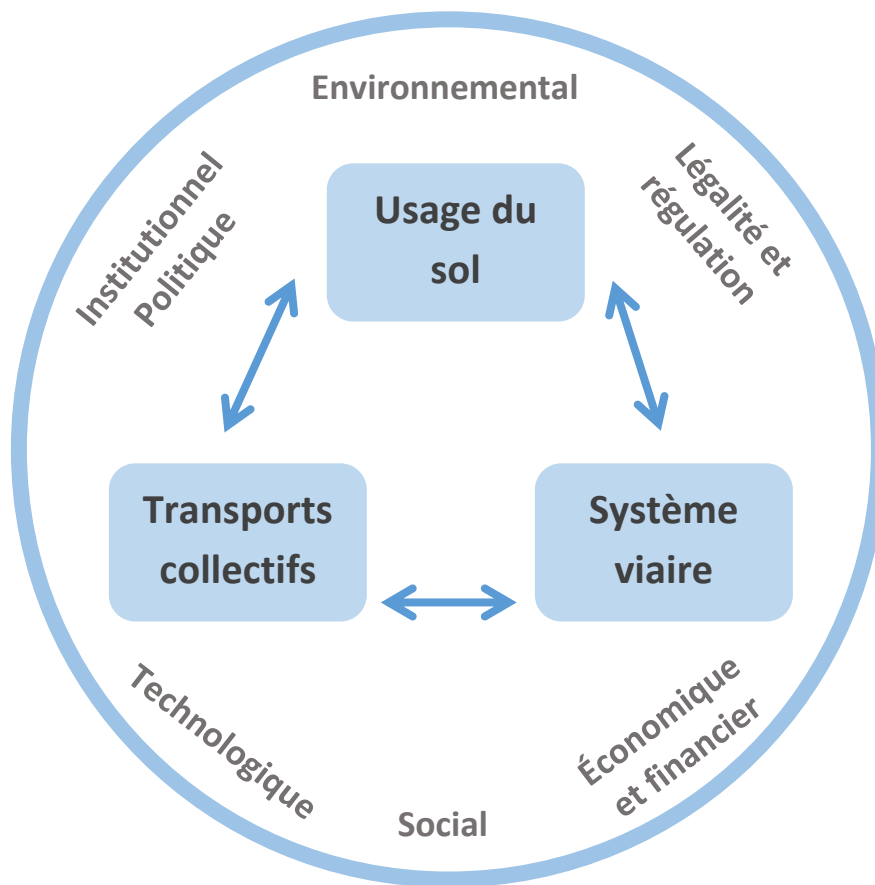 Environnemental
Institutionnel
Politique
Légalité et
régulation
Usage du
sol
Transports
collectifs
Système
viaire
Technologique
Économique
et financier
Social